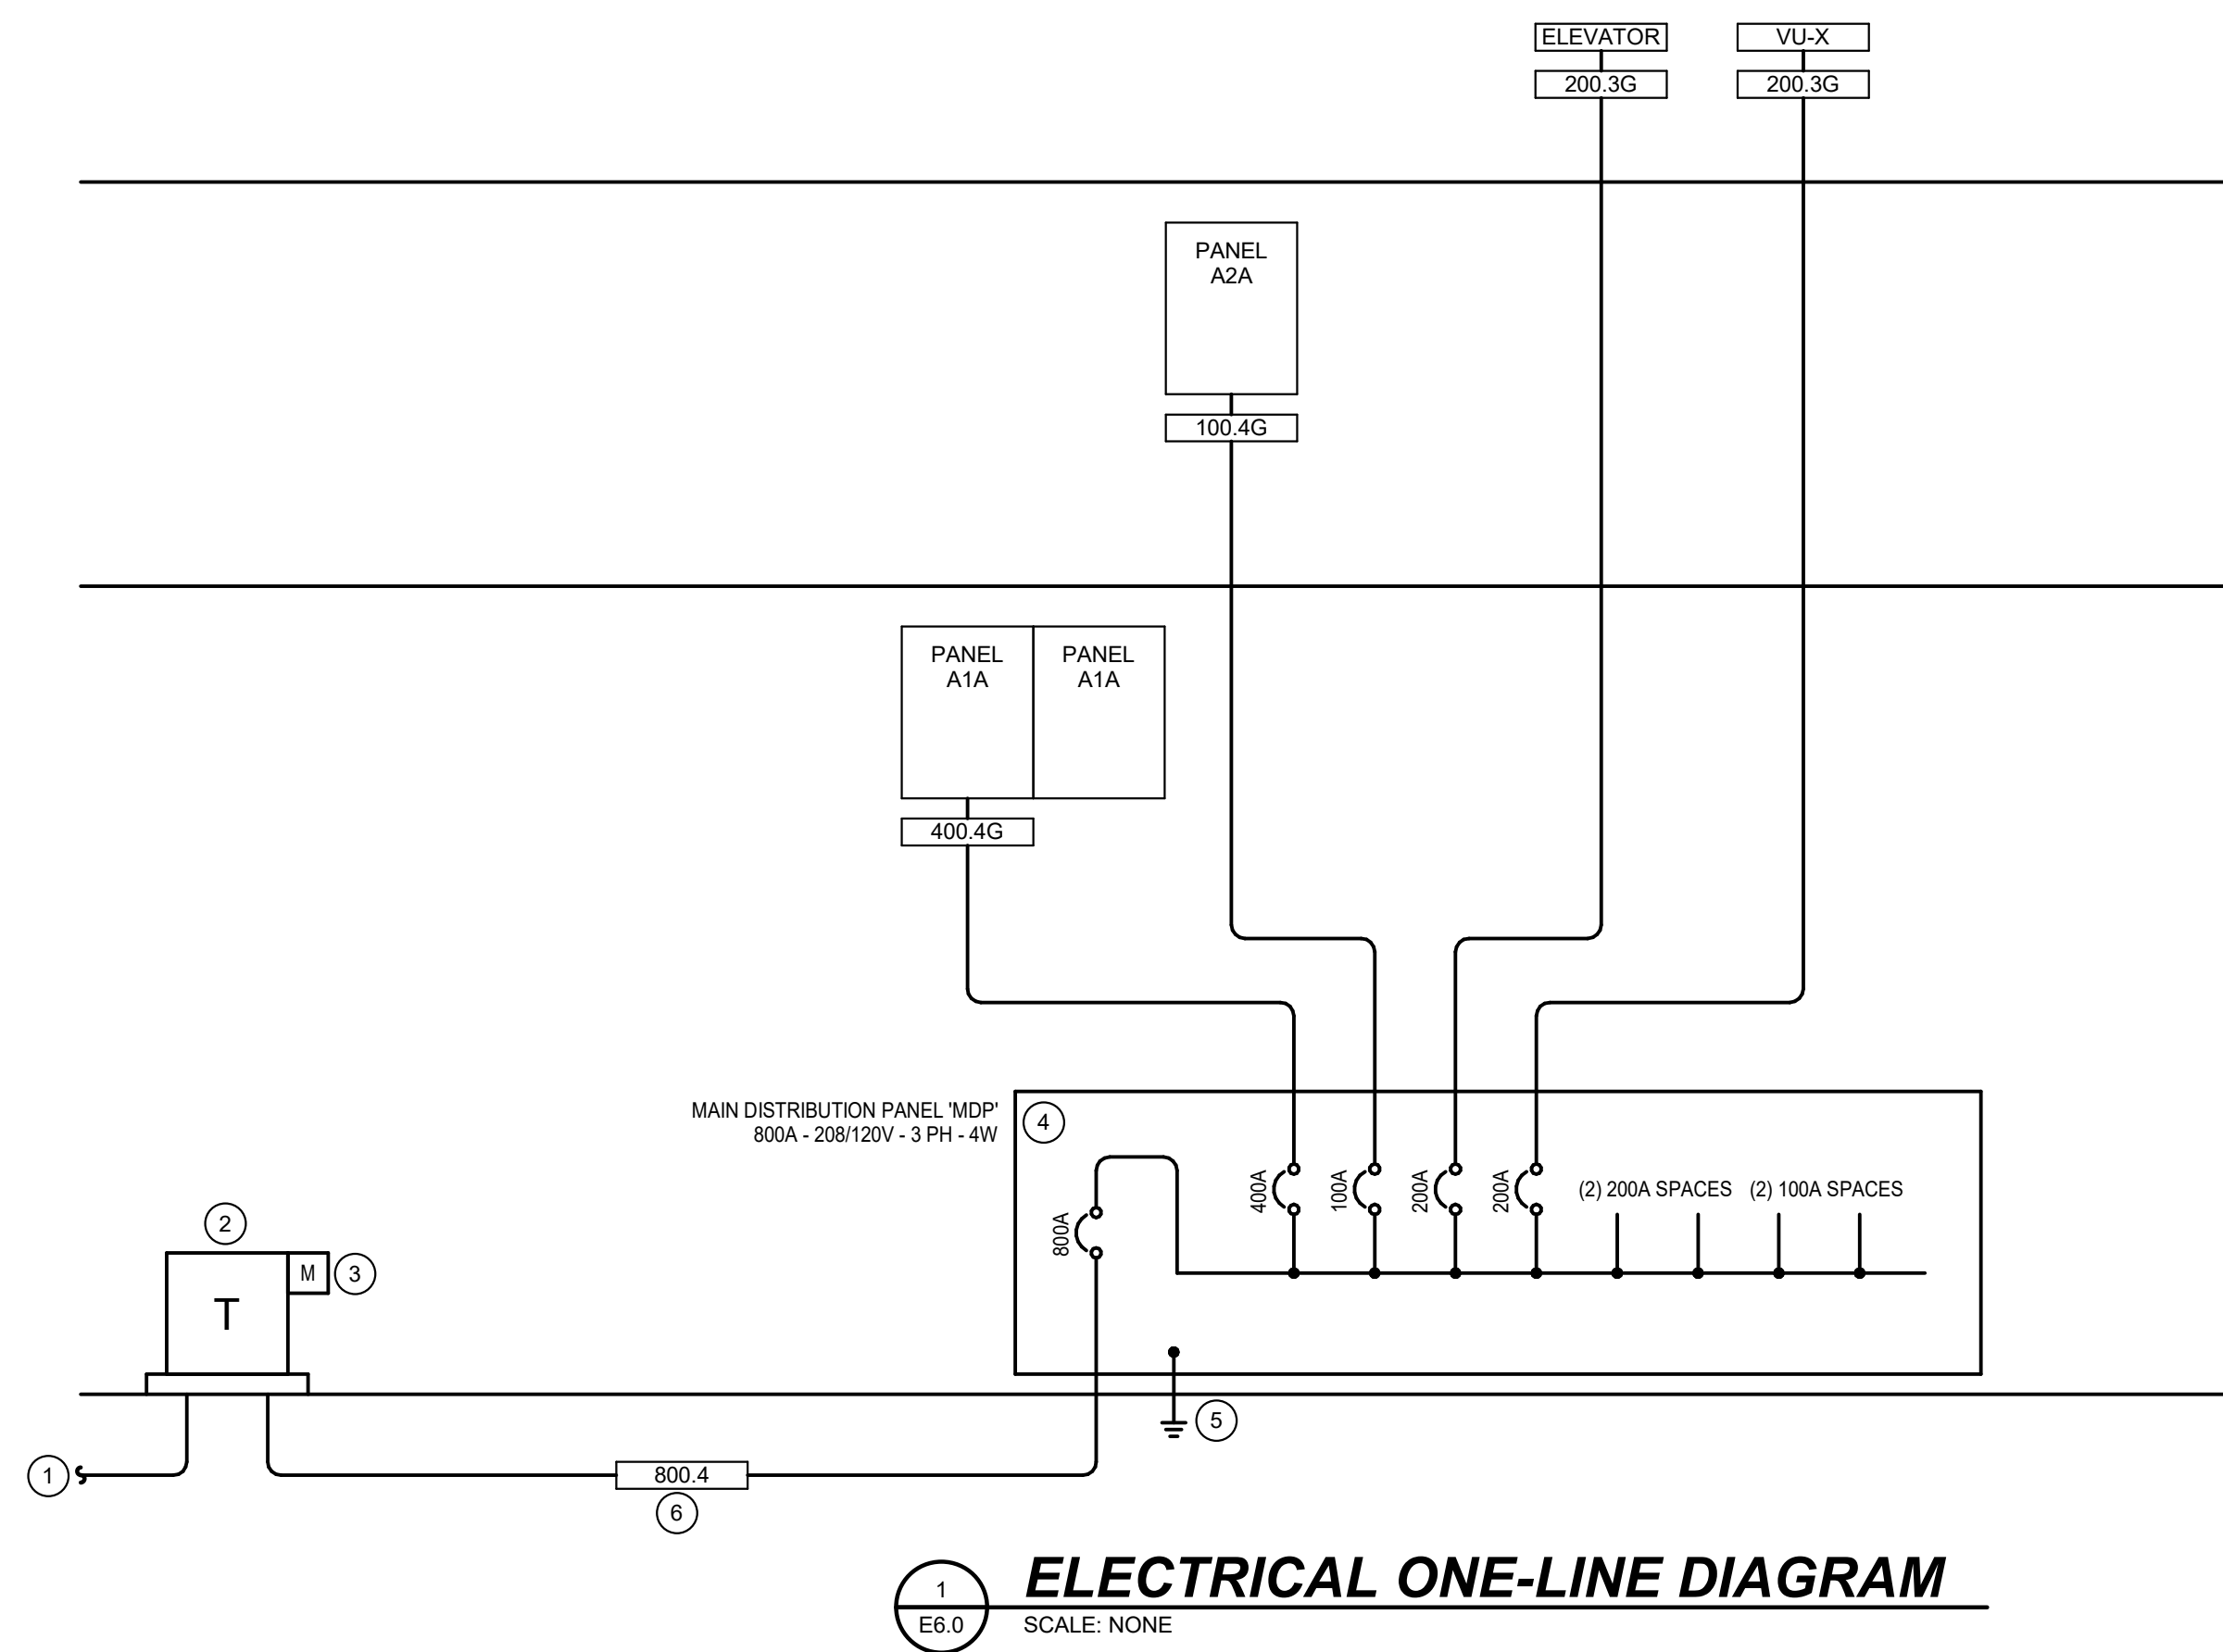 ELEVATOR
VU-X
200.3G
200.3G
PANEL
A2A
100.4G
PANEL
A1A
PANEL
A1A
400.4G
MAIN DISTRIBUTION PANEL 'MDP'
800A - 208/120V - 3 PH - 4W
4
800A
400A
100A
200A
200A
(2) 200A SPACES
(2) 100A SPACES
2
T
M
3
5
1
800.4
6
1
E6.0
ELECTRICAL ONE-LINE DIAGRAM
SCALE: NONE